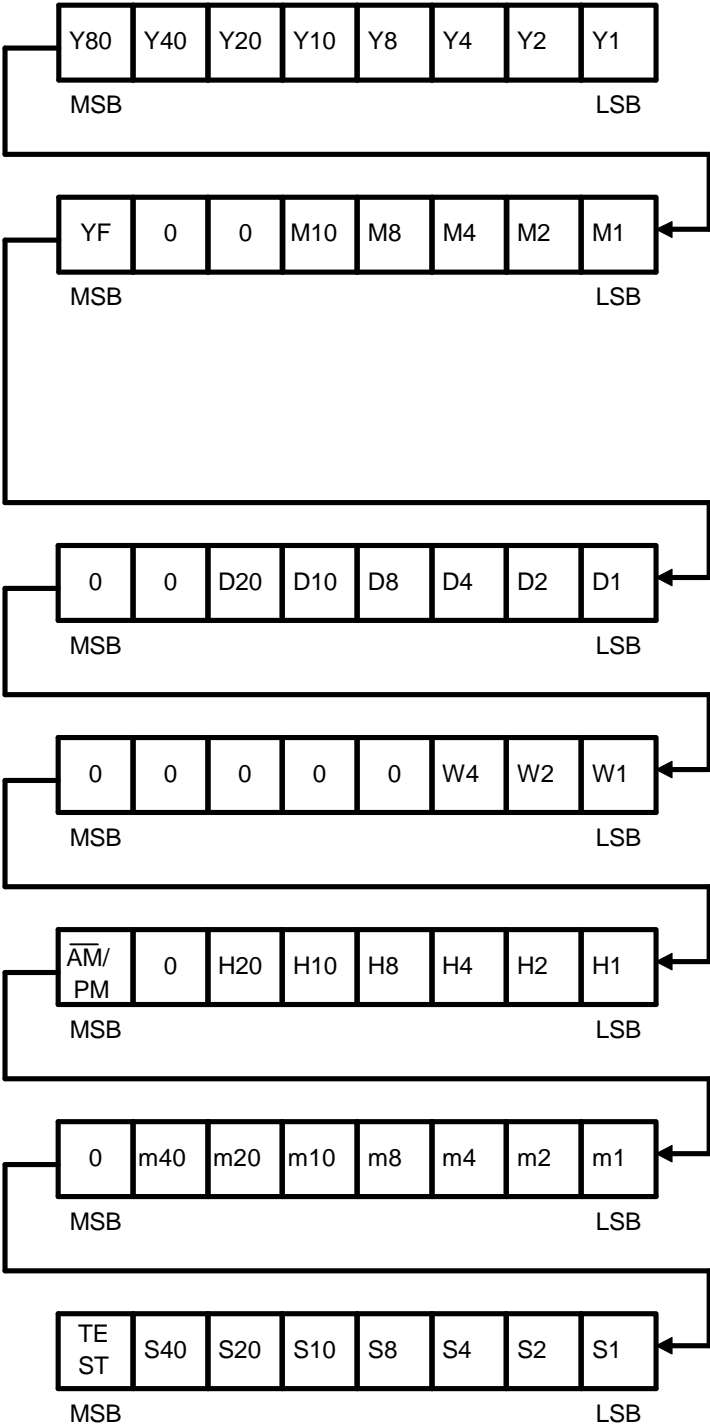 Y80 Y40 Y20 Y10 Y8 Y4 Y2 Y1
MSB LSB
YF 0 0 M10 M8 M4 M2 M1
MSB LSB
0 0 D20 D10 D8 D4 D2 D1
MSB LSB
0 0 0 0 0 W4 W2 W1
MSB LSB
A̅M̅/
PM 0 H20 H10 H8 H4 H2 H1
MSB LSB
0 m40 m20 m10 m8 m4 m2 m1
MSB LSB
TE
ST S40 S20 S10 S8 S4 S2 S1
MSB LSB